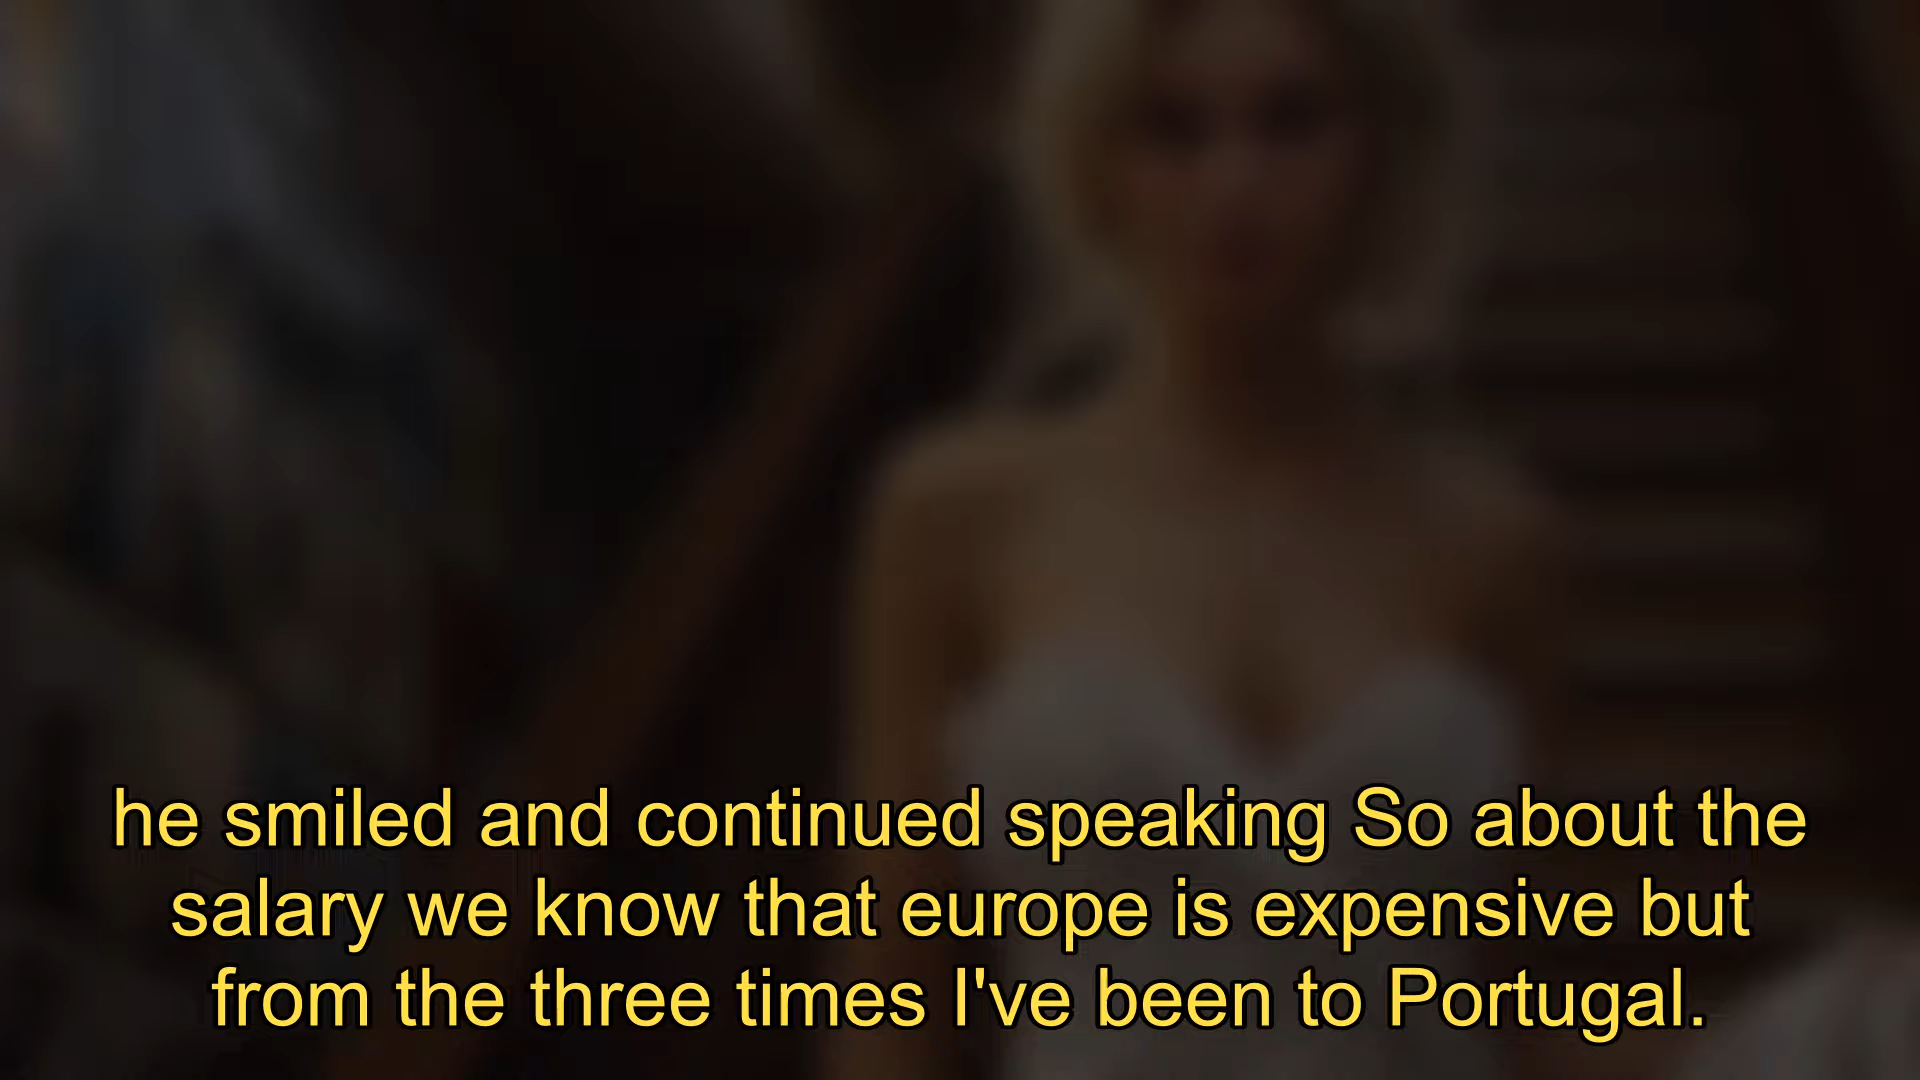 he smiled and continued speaking So about the
salary we know that europe is expensive but
from the three times I've been to Portugal.